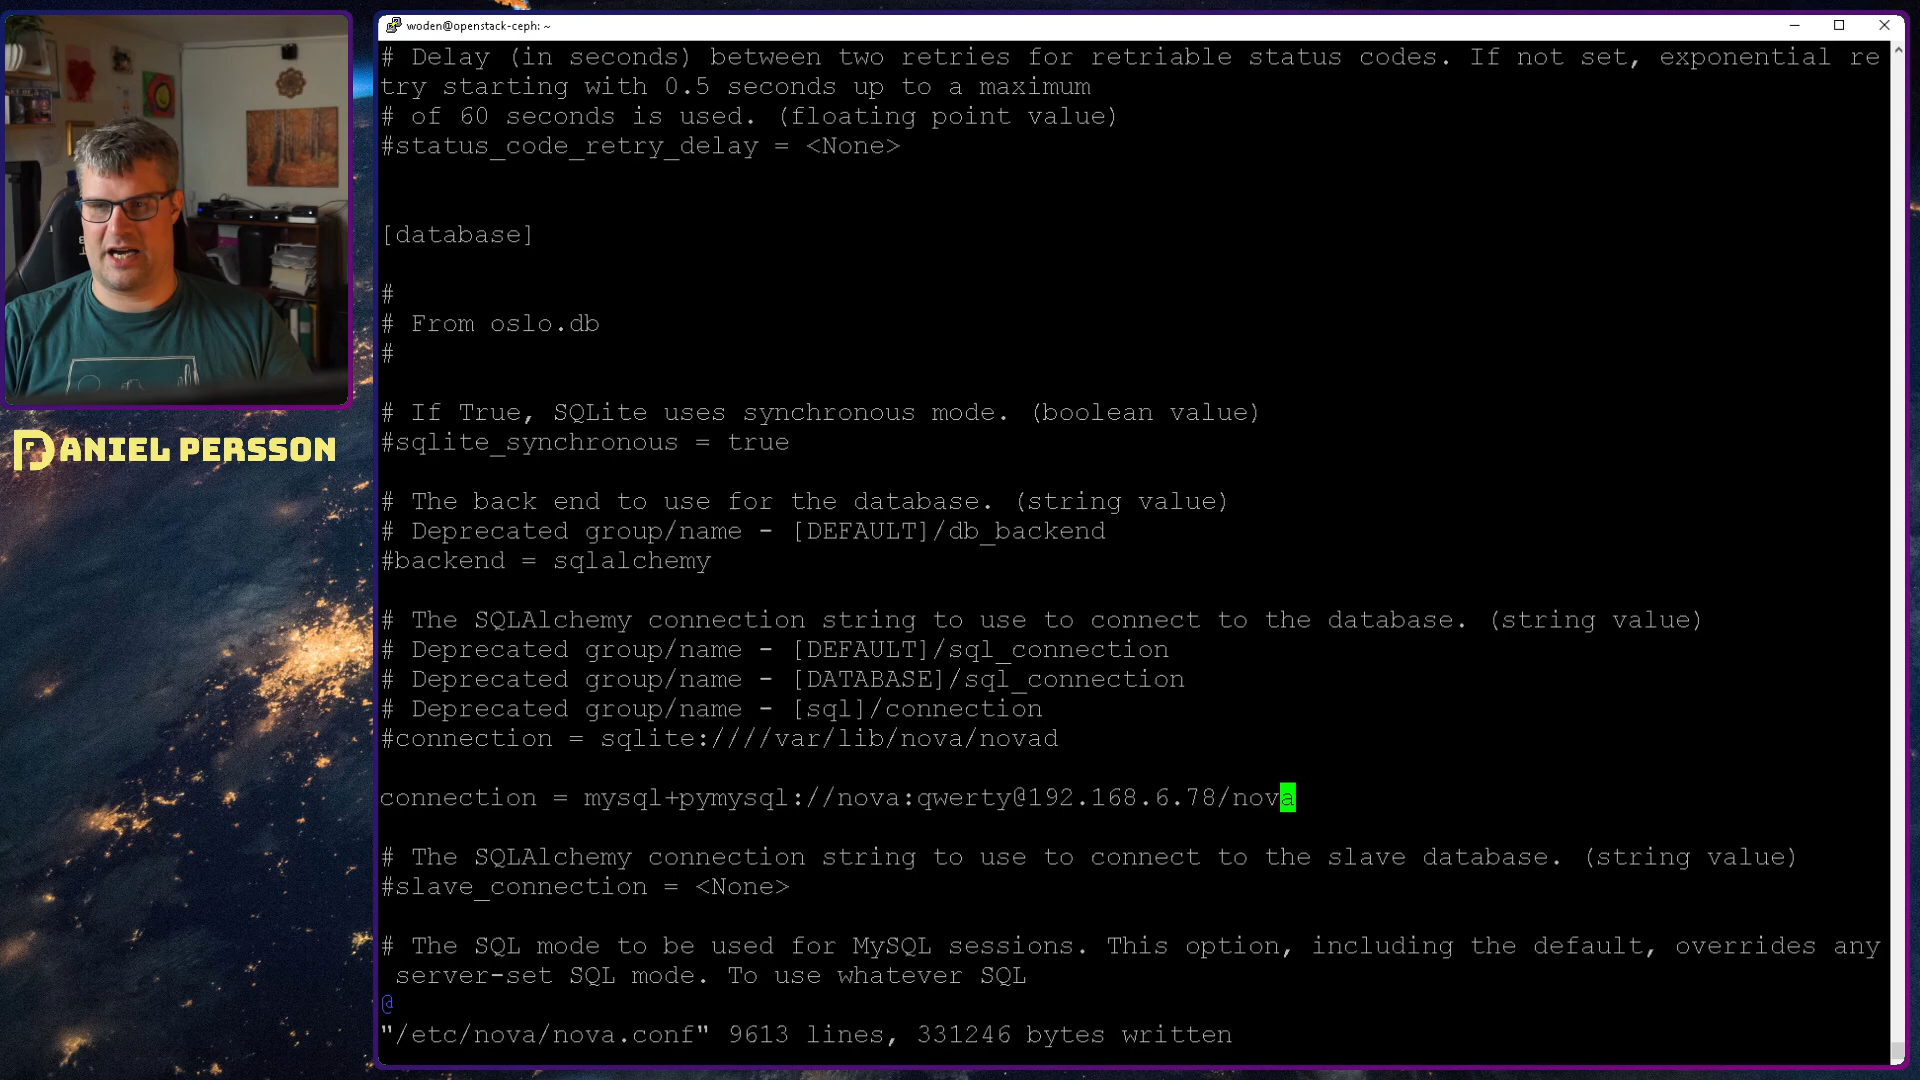 woden@openstack-ceph: ~
# Delay (in seconds) between two retries for retriable status codes. If not set, exponential re
try starting with 0.5 seconds up to a maximum
# of 60 seconds is used. (floating point value)
#status_code_retry_delay = <None>
[database]
#
# From oslo.db
#
# If True, SQLite uses synchronous mode. (boolean value)
#sqlite_synchronous = true
# The back end to use for the database. (string value)
# Deprecated group/name - [DEFAULT]/db_backend
#backend = sqlalchemy
# The SQLAlchemy connection string to use to connect to the database. (string value)
# Deprecated group/name - [DEFAULT]/sql_connection
# Deprecated group/name - [DATABASE]/sql_connection
# Deprecated group/name - [sql]/connection
#connection = sqlite:////var/lib/nova/novad
connection = mysql+pymysql://nova:qwerty@192.168.6.78/nova
# The SQLAlchemy connection string to use to connect to the slave database. (string value)
#slave_connection = <None>
# The SQL mode to be used for MySQL sessions. This option, including the default, overrides any
server-set SQL mode. To use whatever SQL
@
"/etc/nova/nova.conf" 9613 lines, 331246 bytes written
DANIEL PERSSON